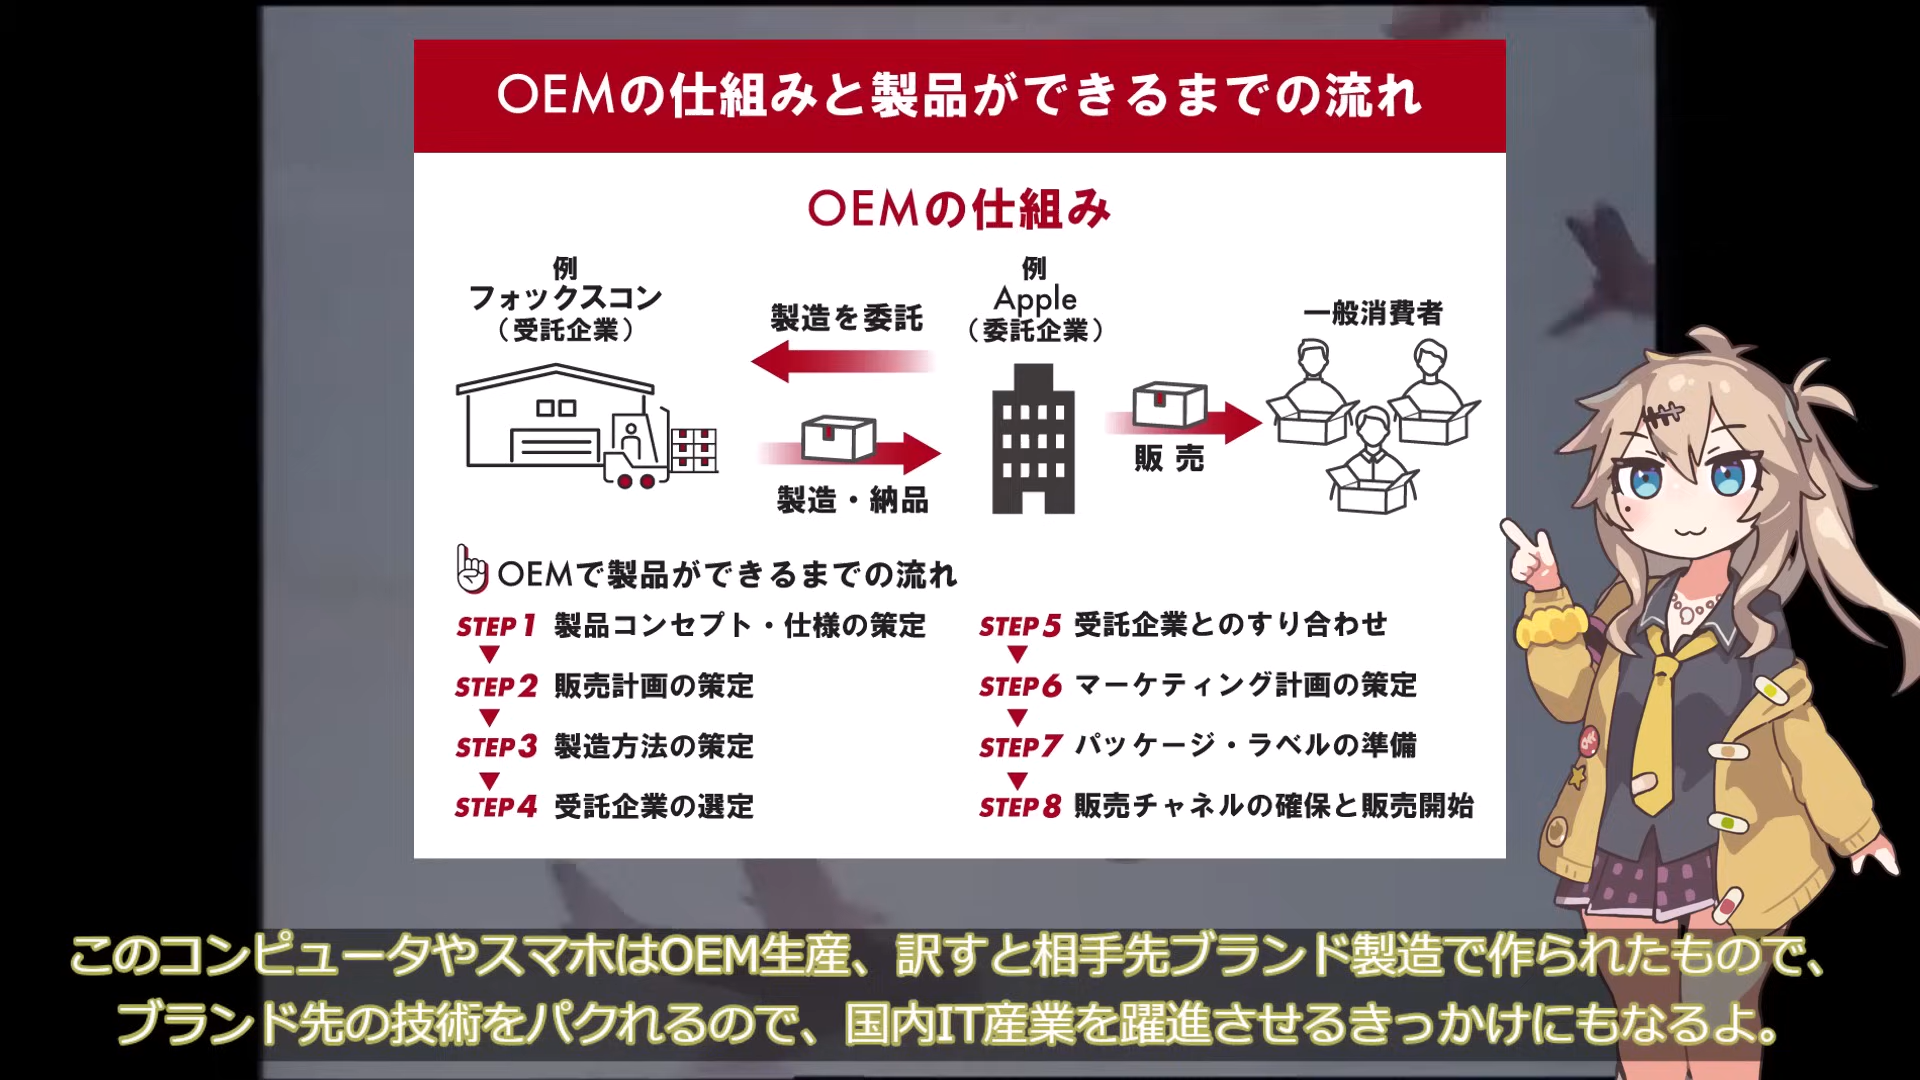 OEMの仕組みと製品ができるまでの流れ
OEMの仕組み
例
フォックスコン
（受託企業）
製造を委託
製造・納品
例
Apple
（委託企業）
販売
一般消費者
OEMで製品ができるまでの流れ
STEP1 製品コンセプト・仕様の策定
STEP2 販売計画の策定
STEP3 製造方法の策定
STEP4 受託企業の選定
STEP5 受託企業とのすり合わせ
STEP6 マーケティング計画の策定
STEP7 パッケージ・ラベルの準備
STEP8 販売チャネルの確保と販売開始
このコンピュータやスマホはOEM生産、訳すと相手先ブランド製造で作られたもので、
ブランド先の技術をパクれるので、国内IT産業を躍進させるきっかけにもなるよ。